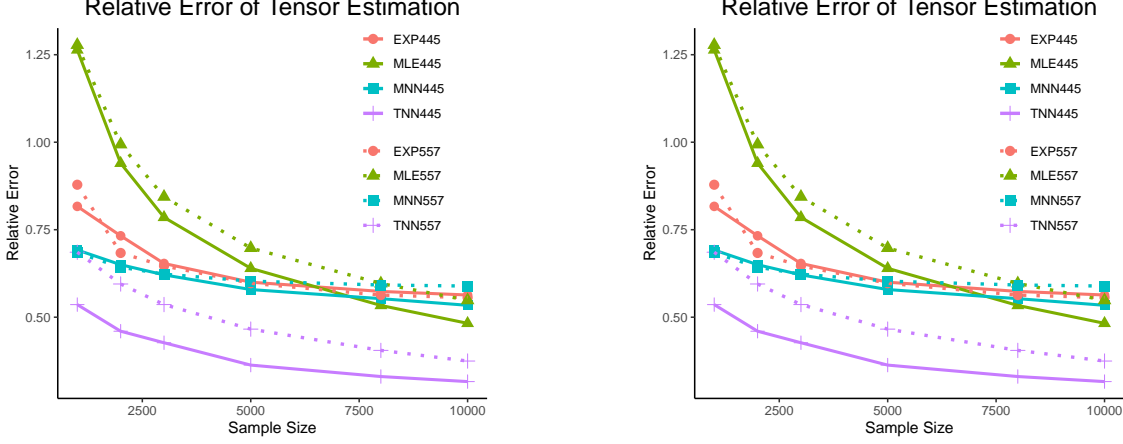 Relative Error of Tensor Estimation
1.25
1.00
0.75
0.50
Relative Error
EXP445
MLE445
MNN445
TNN445
EXP557
MLE557
MNN557
TNN557
2500
5000
7500
10000
Sample Size
Relative Error of Tensor Estimation
1.25
1.00
0.75
0.50
Relative Error
EXP445
MLE445
MNN445
TNN445
EXP557
MLE557
MNN557
TNN557
2500
5000
7500
10000
Sample Size